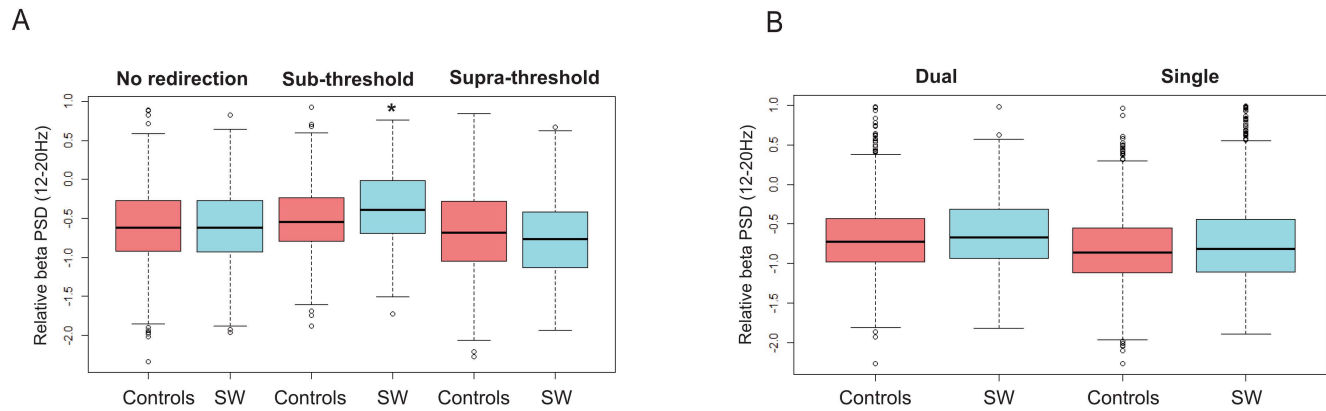 A
No redirection Sub-threshold Supra-threshold
*
Relative beta PSD (12-20Hz)
1.0
0.5
0.0
-0.5
-1.0
-1.5
-2.0
Controls SW Controls SW Controls SW
B
Dual Single
Relative beta PSD (12-20Hz)
1.0
0.5
0.0
-0.5
-1.0
-1.5
-2.0
Controls SW Controls SW